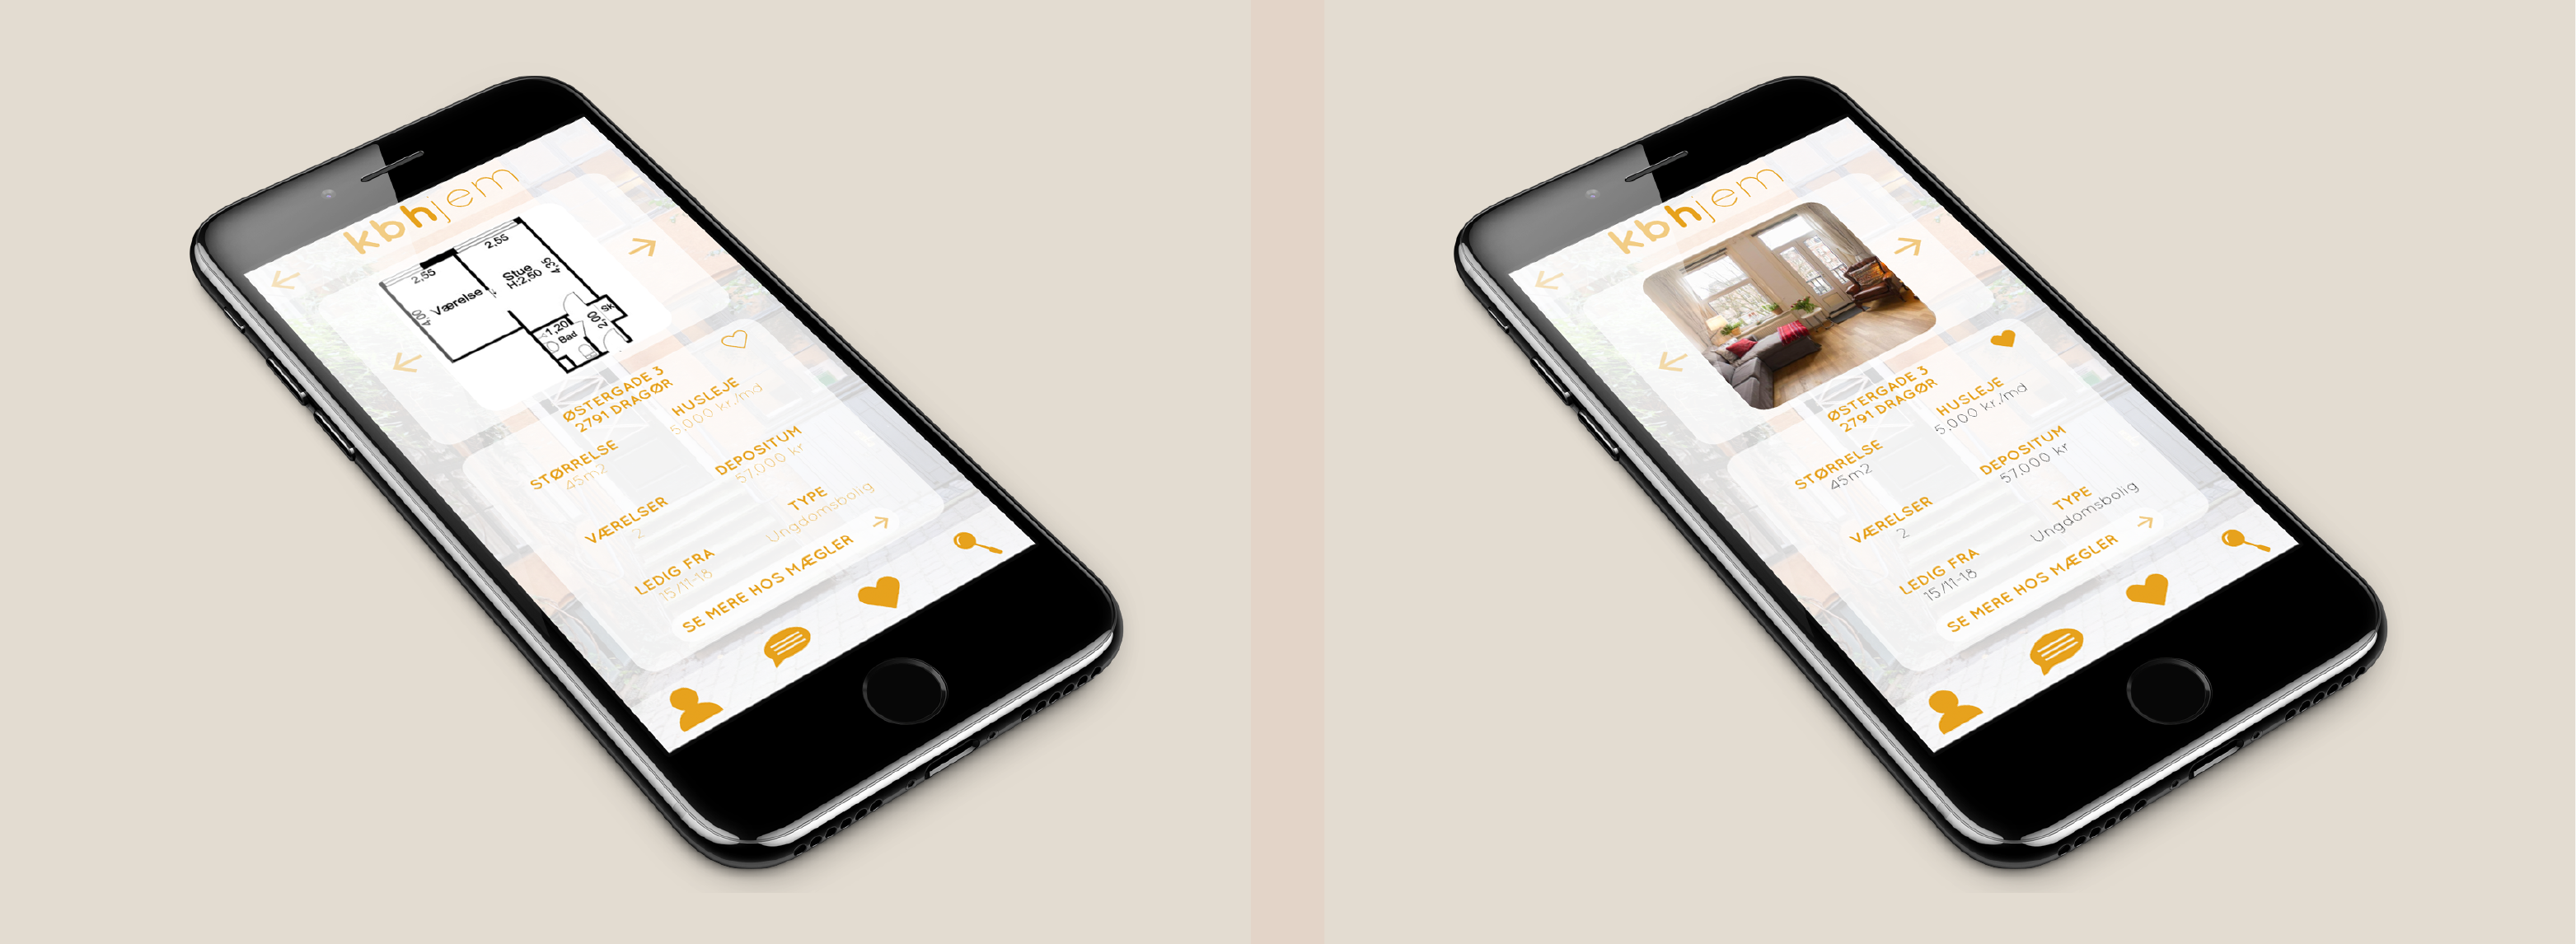 kbhjem
2,55
2,55
Værelse
Stue
H:2,50
4,35
4,00
1,20
Bad
2,00
Sk
ØSTERGADE 3
2791 DRAGØR
STØRRELSE
45m2
HUSLEJE
5.000 kr./md
VÆRELSER
2
DEPOSITUM
57.000 kr
LEDIG FRA
15/11-18
TYPE
Ungdomsbolig
SE MERE HOS MÆGLER
kbhjem
ØSTERGADE 3
2791 DRAGØR
STØRRELSE
45m2
HUSLEJE
5.000 kr./md
VÆRELSER
2
DEPOSITUM
57.000 kr
LEDIG FRA
15/11-18
TYPE
Ungdomsbolig
SE MERE HOS MÆGLER